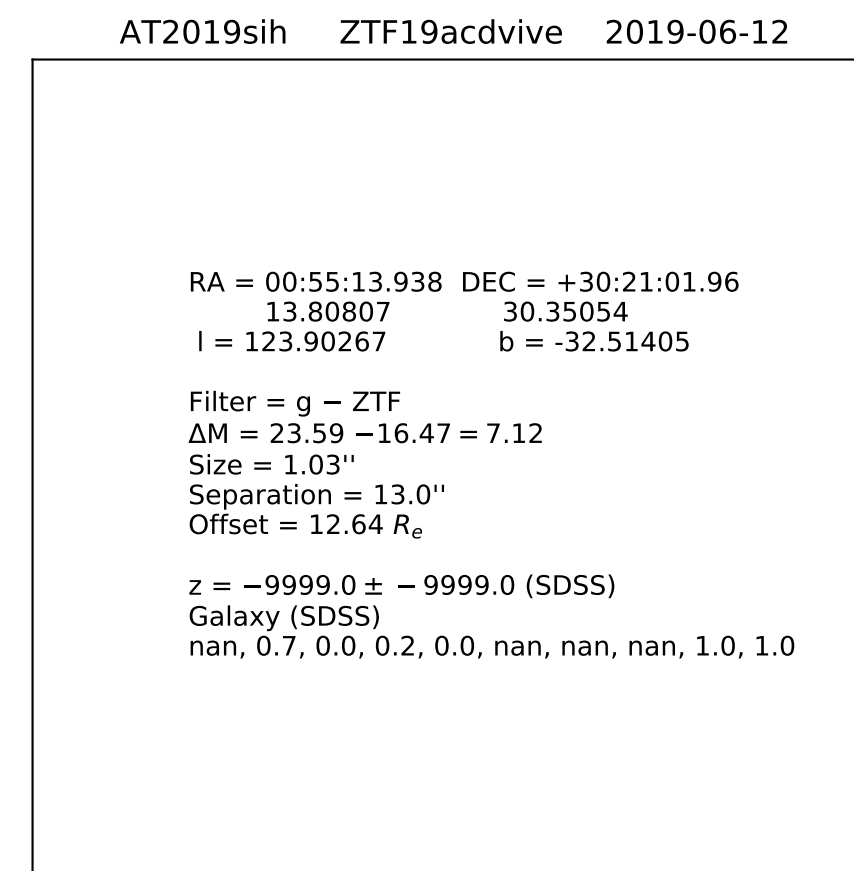 AT2019sih ZTF19acdvive 2019-06-12
RA = 00:55:13.938 DEC = +30:21:01.96
13.80807 30.35054
l = 123.90267 b = -32.51405
Filter = g − ZTF
ΔM = 23.59 −16.47 = 7.12
Size = 1.03''
Separation = 13.0''
Offset = 12.64 Re
z = −9999.0 ± − 9999.0 (SDSS)
Galaxy (SDSS)
nan, 0.7, 0.0, 0.2, 0.0, nan, nan, nan, 1.0, 1.0